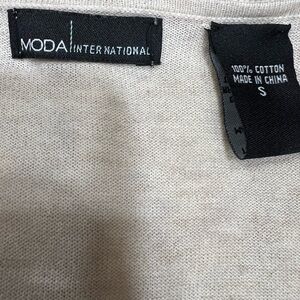 MODA INTERNATIONAL
100% COTTON
MADE IN CHINA
S